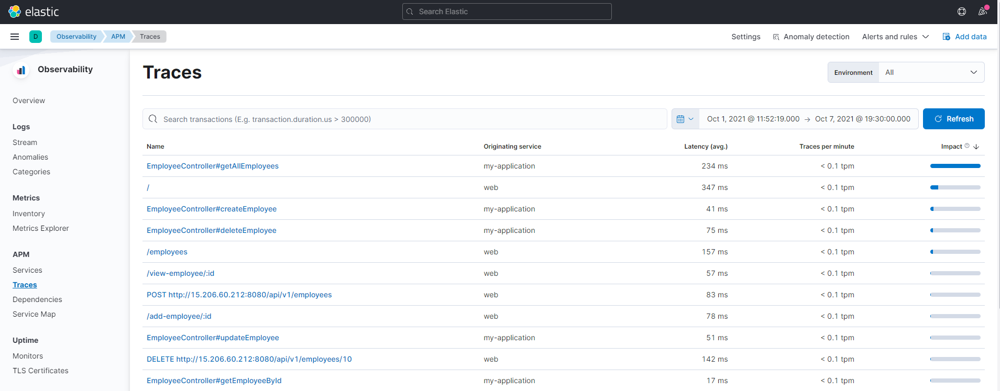 elastic
Search Elastic
D
Observability
APM
Traces
Settings
Anomaly detection
Alerts and rules
Add data
Observability
Overview
Logs
Stream
Anomalies
Categories
Metrics
Inventory
Metrics Explorer
APM
Services
Traces
Dependencies
Service Map
Uptime
Monitors
TLS Certificates
Traces
Environment All
Search transactions (E.g. transaction.duration.us > 300000)
Oct 1, 2021 @ 11:52:19.000 → Oct 7, 2021 @ 19:30:00.000
Refresh
Name Originating service Latency (avg.) Traces per minute Impact
EmployeeController#getAllEmployees my-application 234 ms < 0.1 tpm
/ web 347 ms < 0.1 tpm
EmployeeController#createEmployee my-application 41 ms < 0.1 tpm
EmployeeController#deleteEmployee my-application 75 ms < 0.1 tpm
/employees web 157 ms < 0.1 tpm
/view-employee/:id web 57 ms < 0.1 tpm
POST http://15.206.60.212:8080/api/v1/employees web 83 ms < 0.1 tpm
/add-employee/:id web 78 ms < 0.1 tpm
EmployeeController#updateEmployee my-application 51 ms < 0.1 tpm
DELETE http://15.206.60.212:8080/api/v1/employees/10 web 142 ms < 0.1 tpm
EmployeeController#getEmployeeById my-application 17 ms < 0.1 tpm